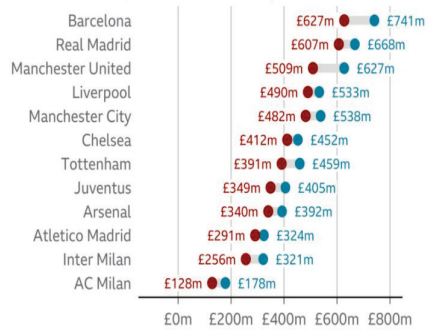 Barcelona £627m £741m
Real Madrid £607m £668m
Manchester United £509m £627m
Liverpool £490m £533m
Manchester City £482m £538m
Chelsea £412m £452m
Tottenham £391m £459m
Juventus £349m £405m
Arsenal £340m £392m
Atletico Madrid £291m £324m
Inter Milan £256m £321m
AC Milan £128m £178m
£0m £200m £400m £600m £800m